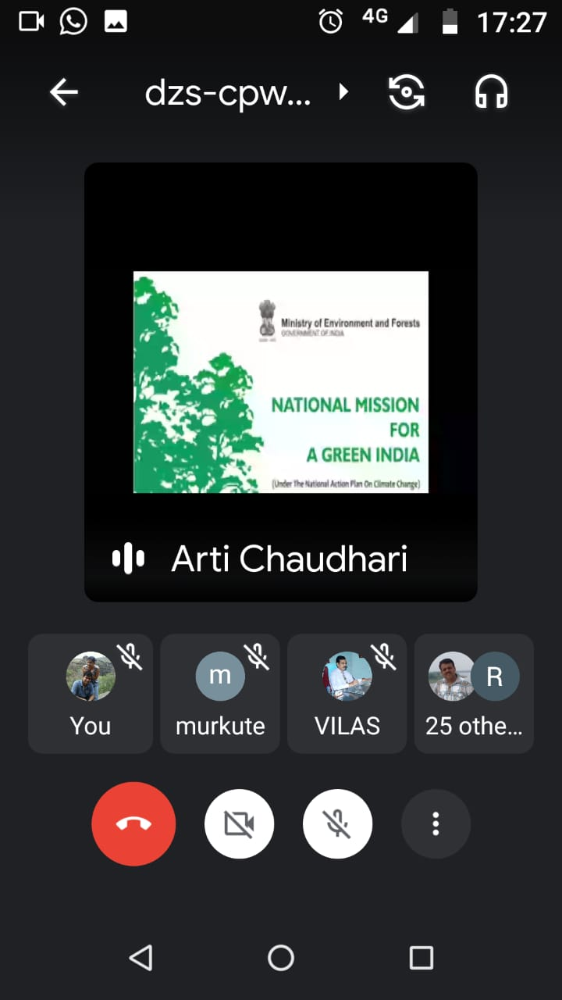 4G 17:27
dzs-cpw...
Ministry of Environment and Forests
GOVERNMENT OF INDIA
NATIONAL MISSION
FOR
A GREEN INDIA
(Under The National Action Plan On Climate Change)
Arti Chaudhari
m R
You murkute VILAS 25 othe...